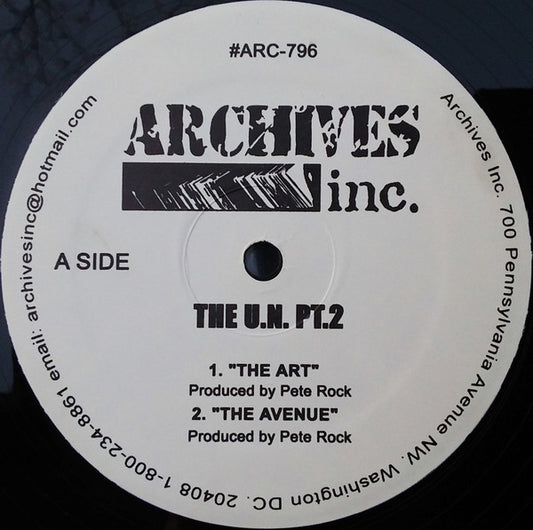 #ARC-796
ARCHIVES
inc.
A SIDE
THE U.N. PT.2
1. "THE ART"
Produced by Pete Rock
2. "THE AVENUE"
Produced by Pete Rock
Archives Inc. 700 Pennsylvania Avenue NW. Washington DC. 20408 1-800-234-8861 email: archivesinc@hotmail.com